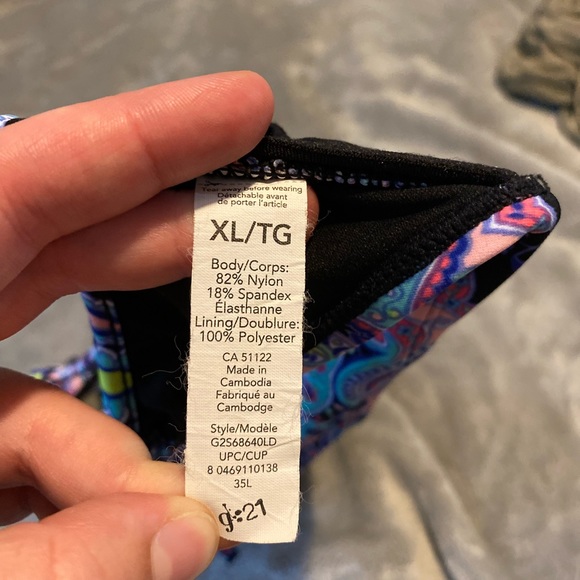 Tear away before wearing
Détachable avant
de porter l'article
XL/TG
Body/Corps:
82% Nylon
18% Spandex
Élasthanne
Lining/Doublure:
100% Polyester
CA 51122
Made in
Cambodia
Fabriqué au
Cambodge
Style/Modèle
G2S68640LD
UPC/CUP
8 0469110138
35L
g:21